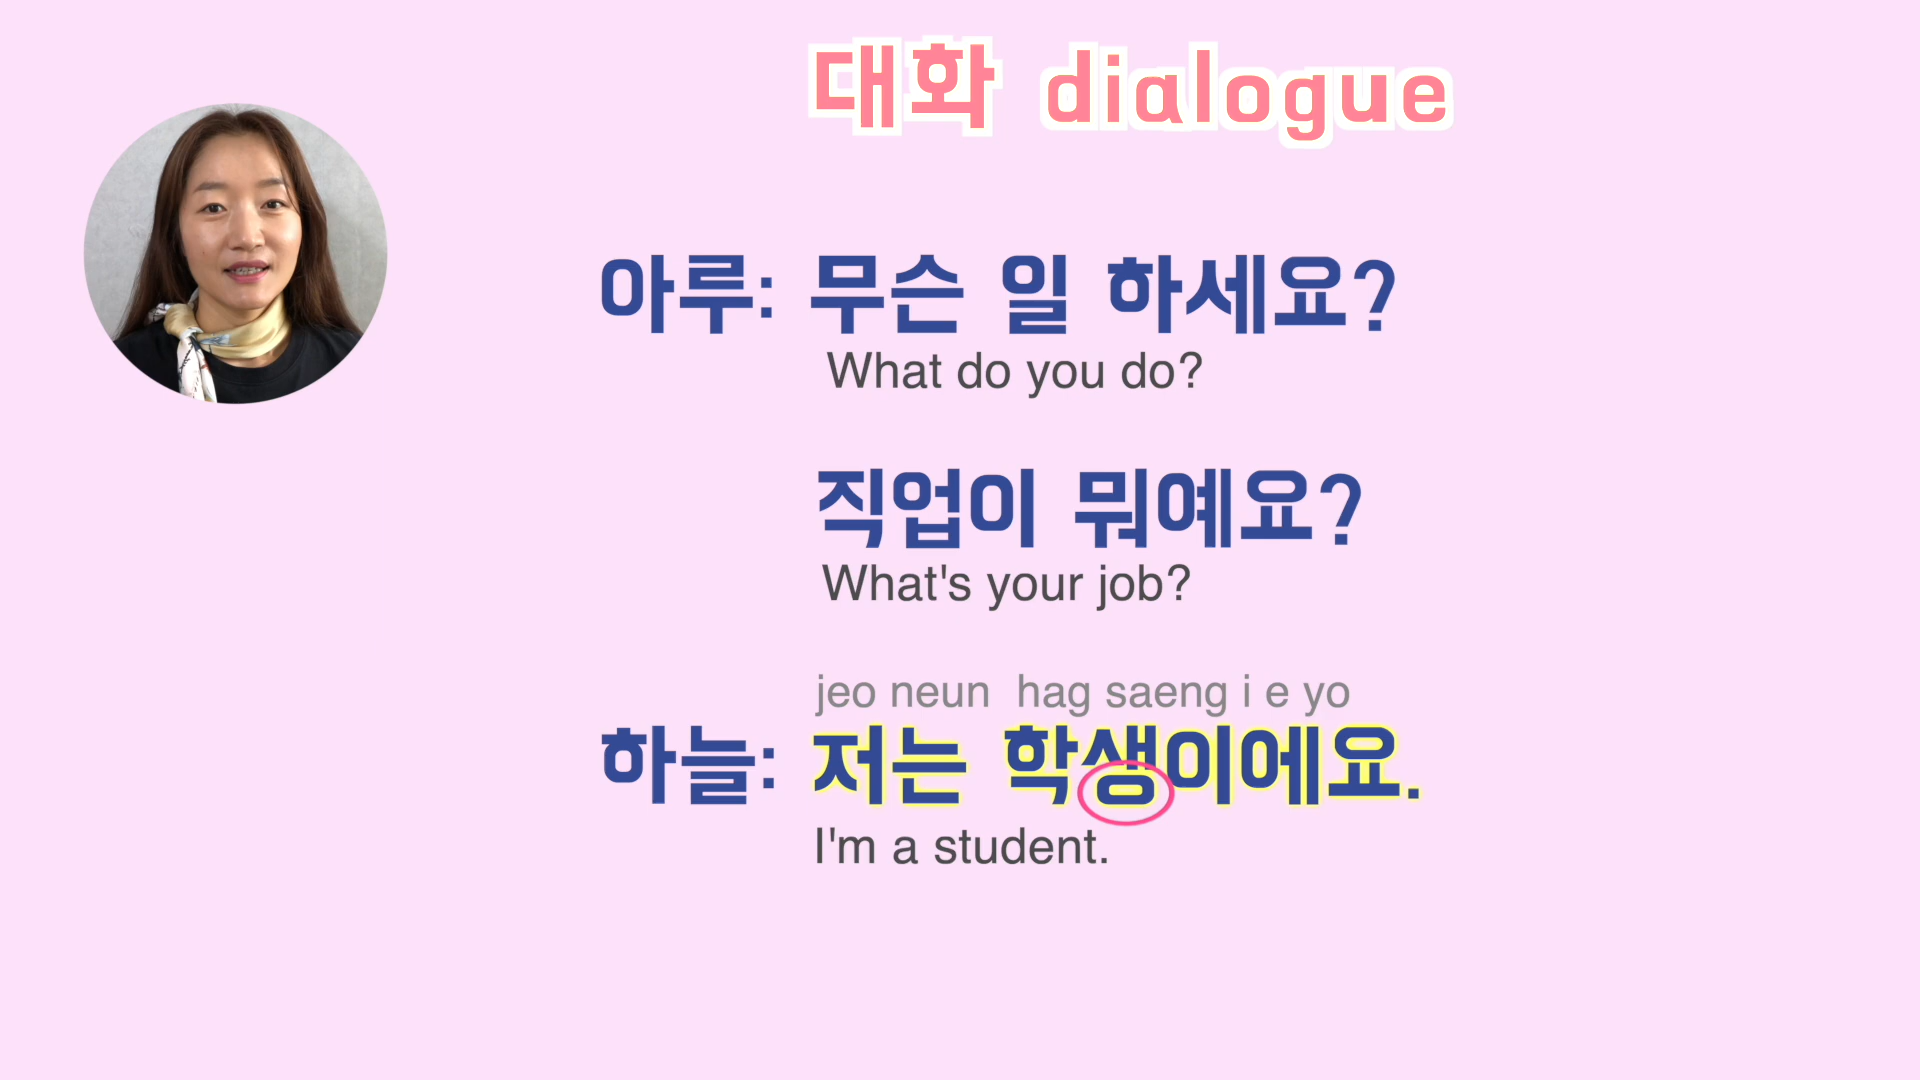 대화 dialogue
아루: 무슨 일 하세요?
What do you do?
직업이 뭐예요?
What's your job?
jeo neun hag saeng i e yo
하늘: 저는 학생이에요.
I'm a student.